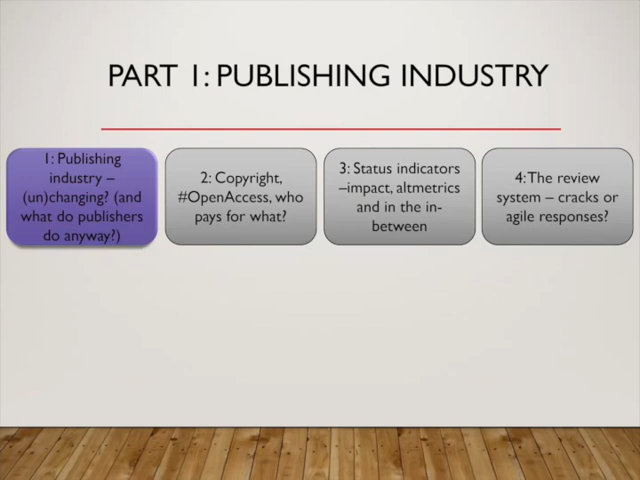 PART 1: PUBLISHING INDUSTRY
1: Publishing
industry –
(un)changing? (and
what do publishers
do anyway?)
2: Copyright,
#OpenAccess, who
pays for what?
3: Status indicators
–impact, altmetrics
and in the in-
between
4: The review
system – cracks or
agile responses?